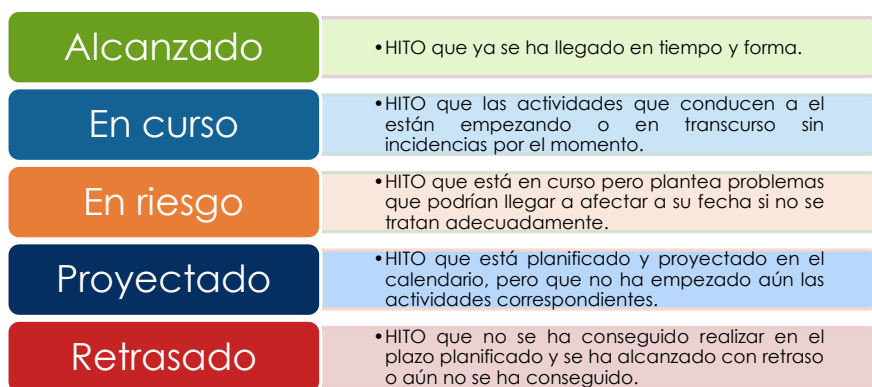 Alcanzado
•HITO que ya se ha llegado en tiempo y forma.
En curso
•HITO que las actividades que conducen a el
están empezando o en transcurso sin
incidencias por el momento.
En riesgo
•HITO que está en curso pero plantea problemas
que podrían llegar a afectar a su fecha si no se
tratan adecuadamente.
Proyectado
•HITO que está planificado y proyectado en el
calendario, pero que no ha empezado aún las
actividades correspondientes.
Retrasado
•HITO que no se ha conseguido realizar en el
plazo planificado y se ha alcanzado con retraso
o aún no se ha conseguido.